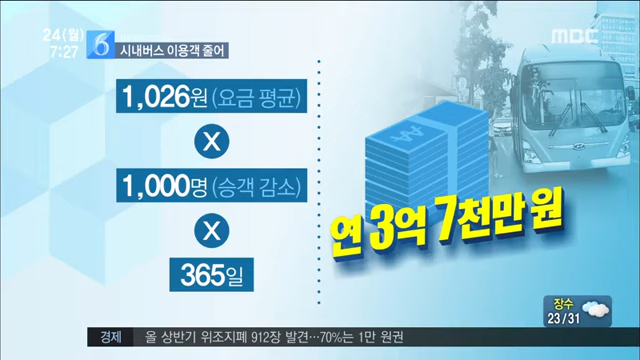 24(월)
7:27
6
시내버스 이용객 줄어
MBC
1,026원 (요금 평균)
X
1,000명 (승객 감소)
X
365일
₩
연 3억 7천만 원
장수
23/31
경제
올 상반기 위조지폐 912장 발견…70%는 1만 원권